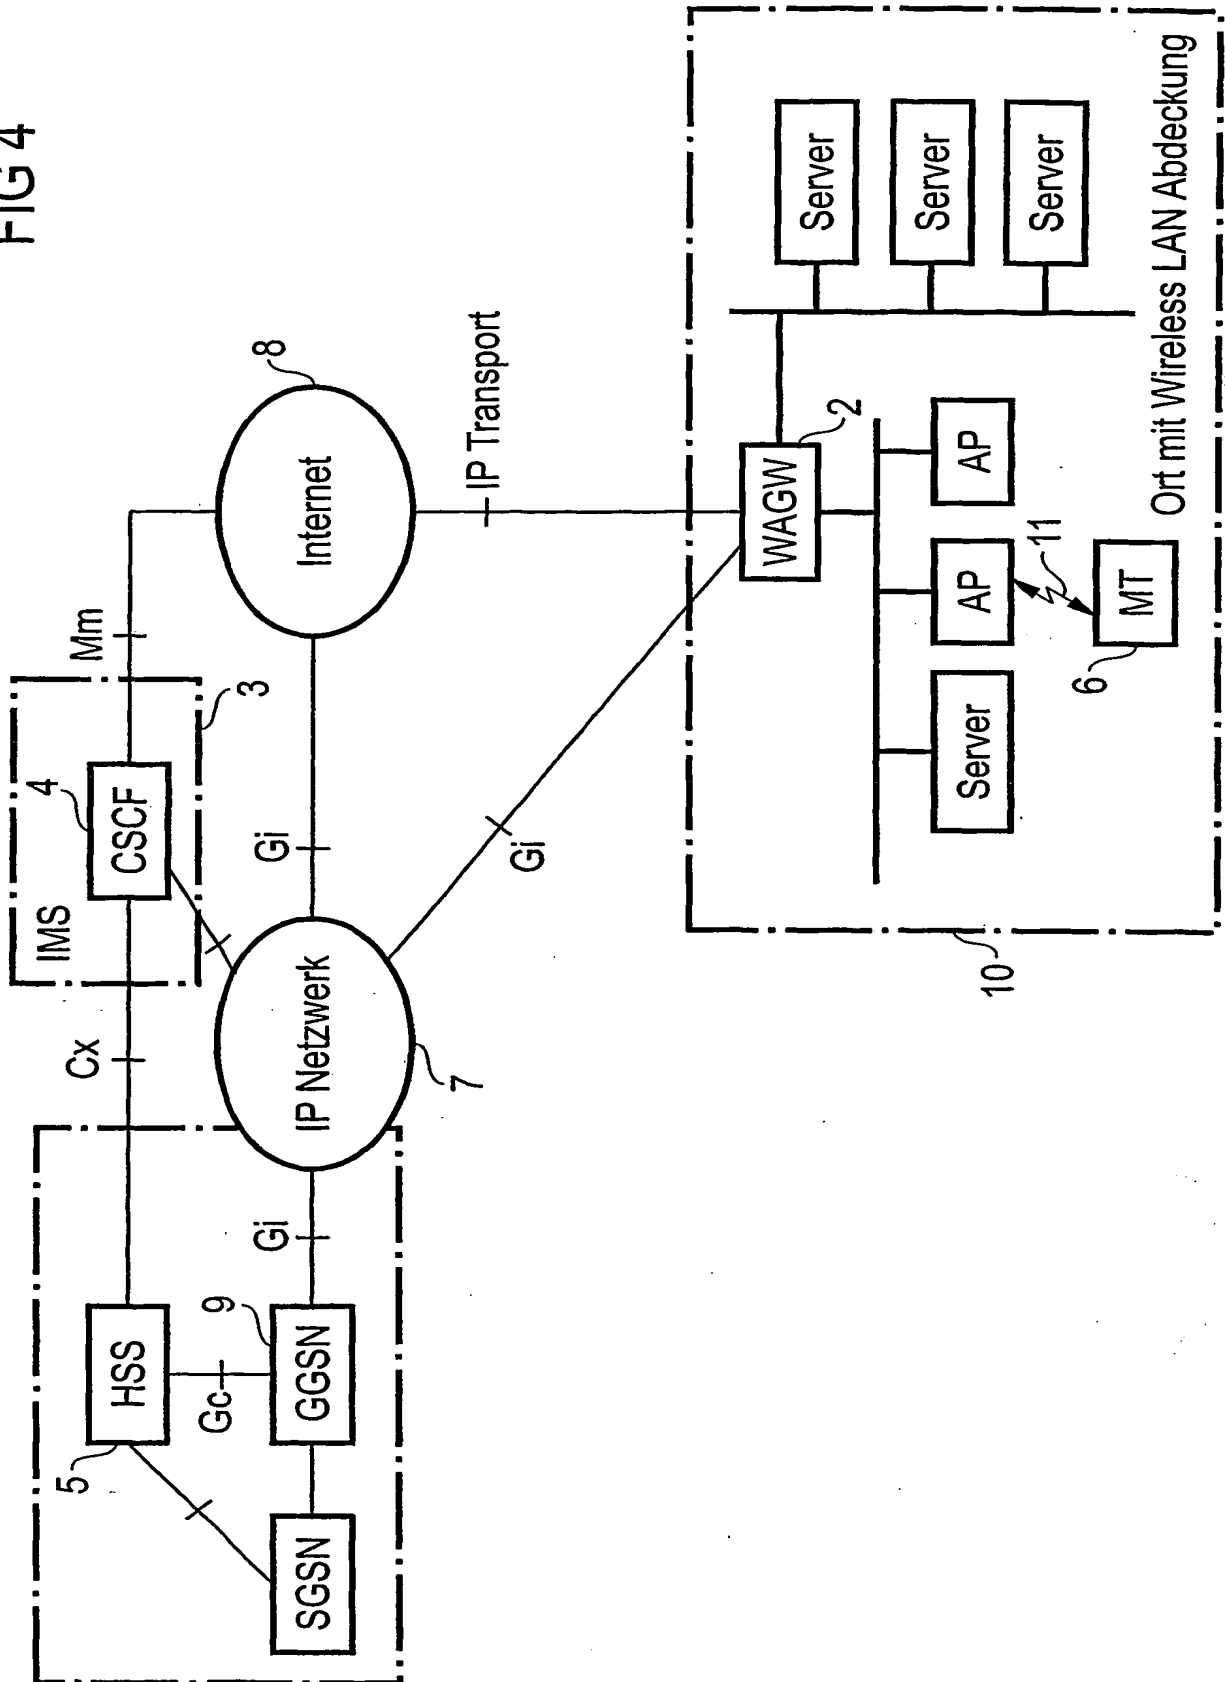 FIG 4
IMS
4
CSCF
3
Mm
Cx
5
HSS
Gc
9
GGSN
SGSN
Gi
IP Netzwerk
7
Gi
Internet
8
Gi
IP Transport
WAGW
2
Server
Server
Server
Server
AP
AP
11
MT
6
10
Ort mit Wireless LAN Abdeckung